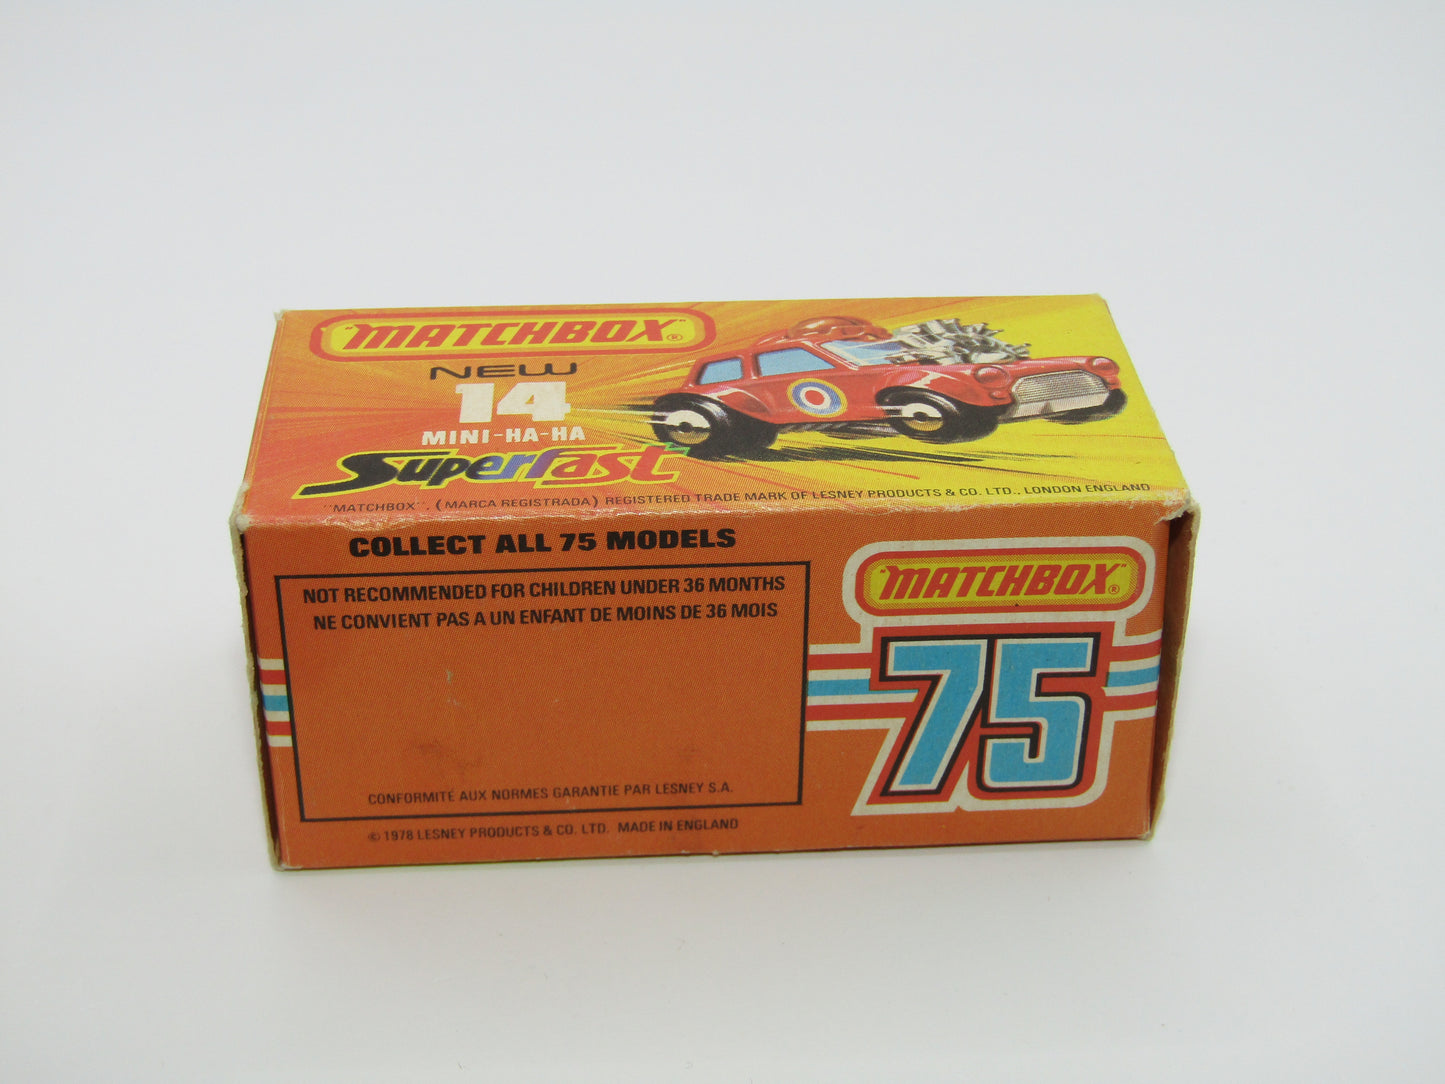 "MATCHBOX"®
NEW
14
MINI-HA-HA
Superfast
"MATCHBOX", (MARCA REGISTRADA) REGISTERED TRADE MARK OF LESNEY PRODUCTS & CO. LTD., LONDON ENGLAND
COLLECT ALL 75 MODELS
NOT RECOMMENDED FOR CHILDREN UNDER 36 MONTHS
NE CONVIENT PAS A UN ENFANT DE MOINS DE 36 MOIS
CONFORMITÉ AUX NORMES GARANTIE PAR LESNEY S.A.
© 1978 LESNEY PRODUCTS & CO. LTD. MADE IN ENGLAND
"MATCHBOX"®
75